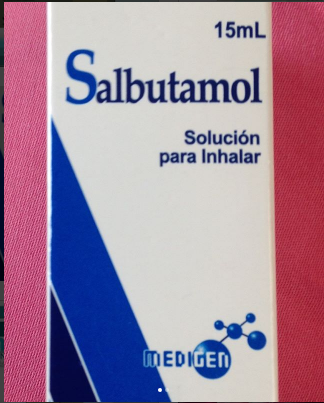 15mL
Salbutamol
Solución
para Inhalar
MEDIGEN